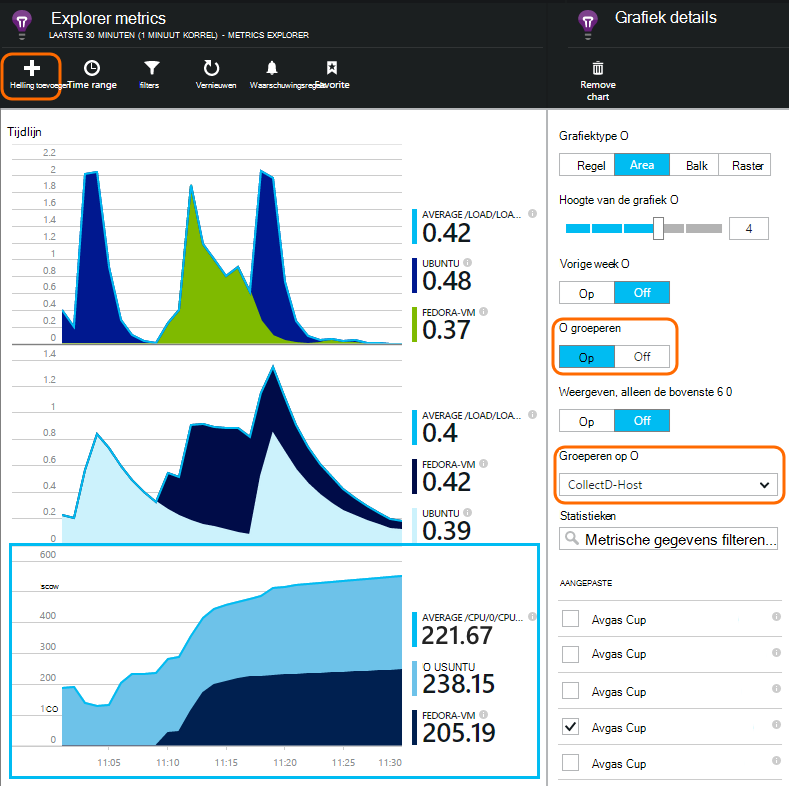 Explorer metrics
LAATSTE 30 MINUTEN (1 MINUUT KORREL) - METRICS EXPLORER
Helling toevoegen
Time range
filters
Vernieuwen
Waarschuwingsregels
Favorite
Tijdlijn
2.2
2
1.8
1.6
1.4
1.2
1
0.8
0.6
0.4
0.2
0
AVERAGE /LOAD/LOA...
0.42
UBUNTU
0.48
FEDORA-VM
0.37
1.4
1.2
1
0.8
0.6
0.4
0.2
0
AVERAGE /LOAD/LOA...
0.4
FEDORA-VM
0.42
UBUNTU
0.39
600
scow
400
300
200
1CO
0
11:05
11:10
11:15
11:20
11:25
11:30
AVERAGE /CPU/0/CPU...
221.67
O USUNTU
238.15
FEDORA-VM
205.19
Grafiek details
Remove
chart
Grafiektype O
Regel Area Balk Raster
Hoogte van de grafiek O
4
Vorige week O
Op Off
O groeperen
Op Off
Weergeven, alleen de bovenste 6 0
Op Off
Groeperen op O
CollectD-Host
Statistieken
Metrische gegevens filteren...
AANGEPASTE
Avgas Cup
Avgas Cup
Avgas Cup
Avgas Cup
Avgas Cup